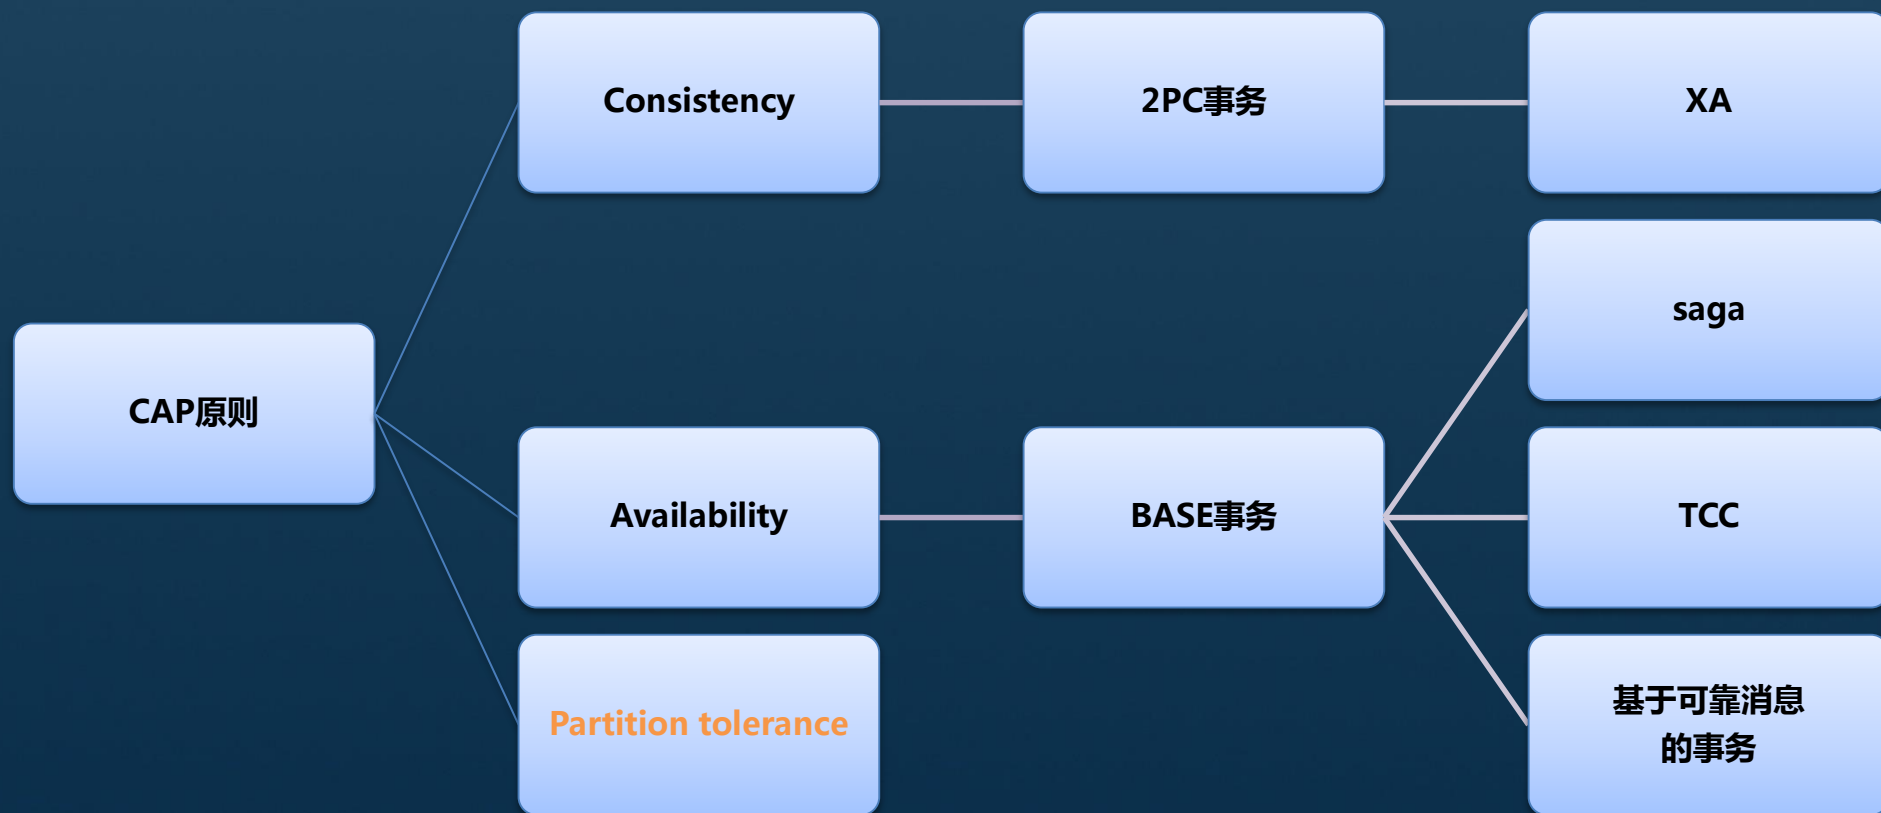 Consistency
2PC事务
XA
saga
CAP原则
Availability
BASE事务
TCC
Partition tolerance
基于可靠消息
的事务